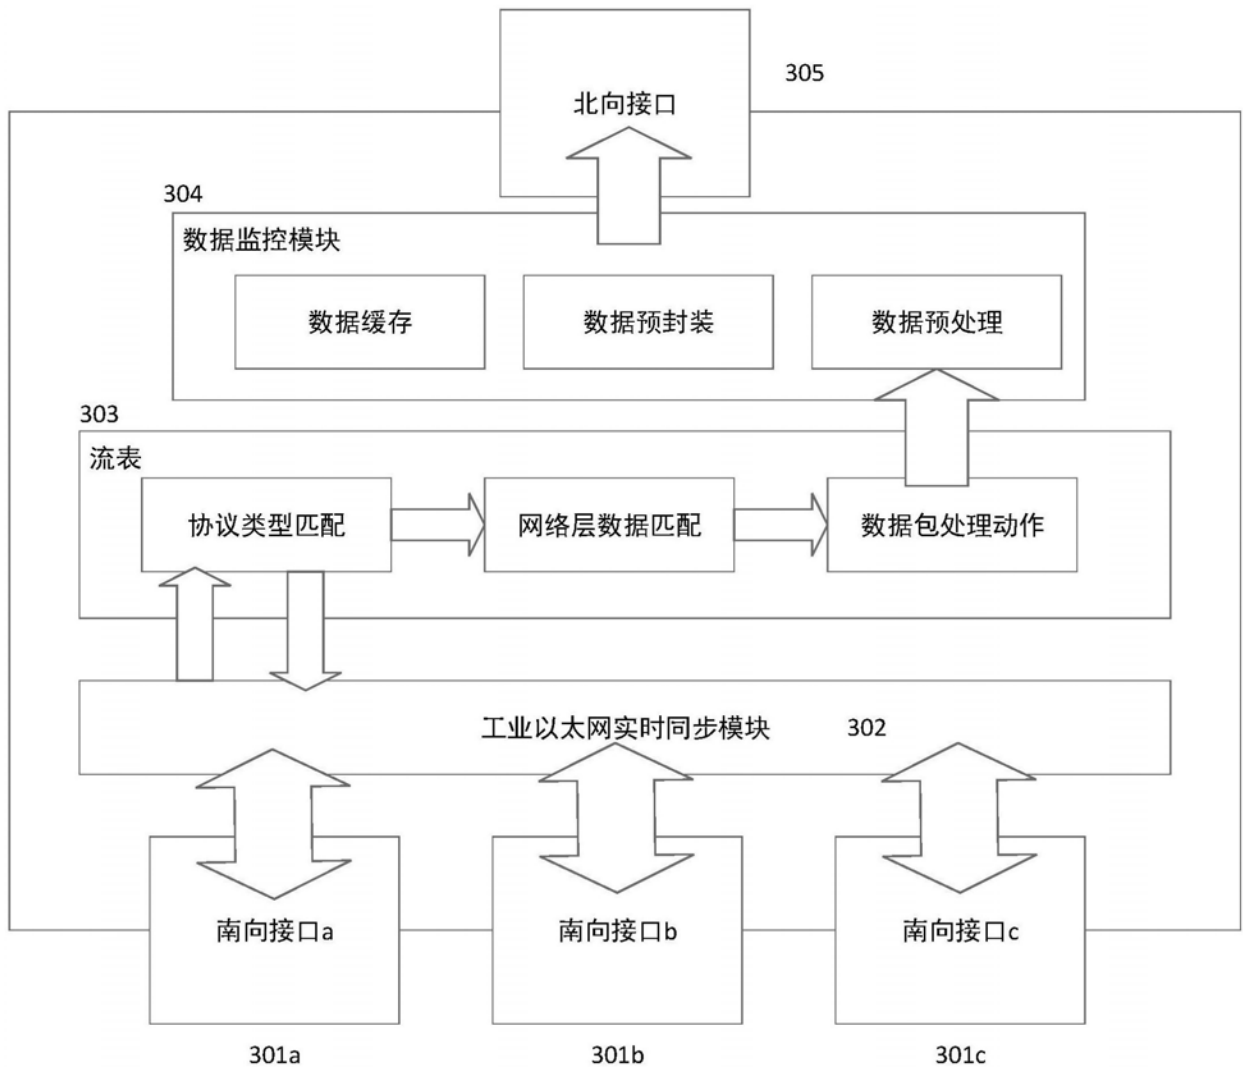 305
北向接口
304
数据监控模块
数据缓存
数据预封装
数据预处理
303
流表
协议类型匹配
网络层数据匹配
数据包处理动作
工业以太网实时同步模块
302
南向接口a
南向接口b
南向接口c
301a
301b
301c